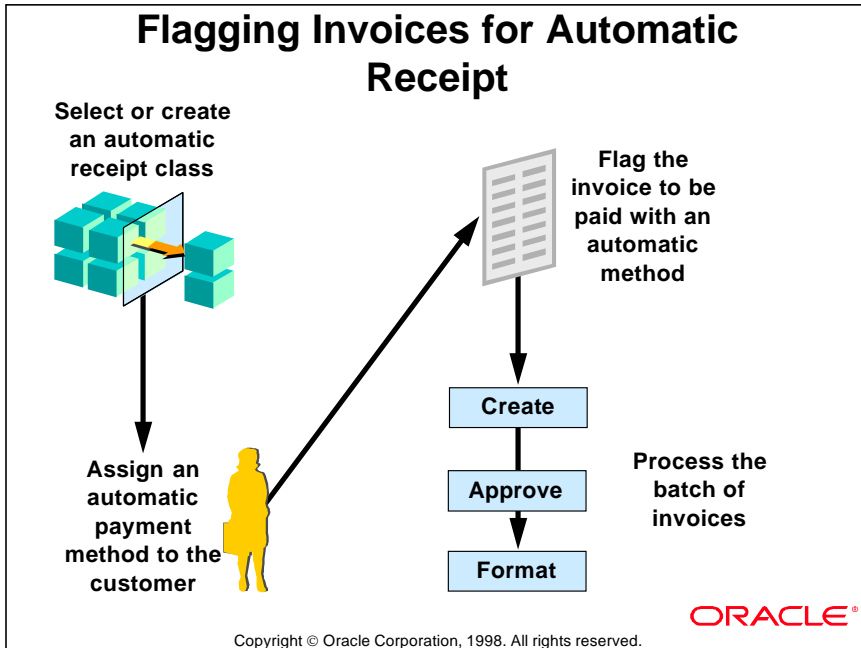 Flagging Invoices for Automatic
Receipt
Select or create
an automatic
receipt class
Assign an
automatic
payment
method to the
customer
Flag the
invoice to be
paid with an
automatic
method
Create
Approve
Format
Process the
batch of
invoices
ORACLE®
Copyright © Oracle Corporation, 1998. All rights reserved.